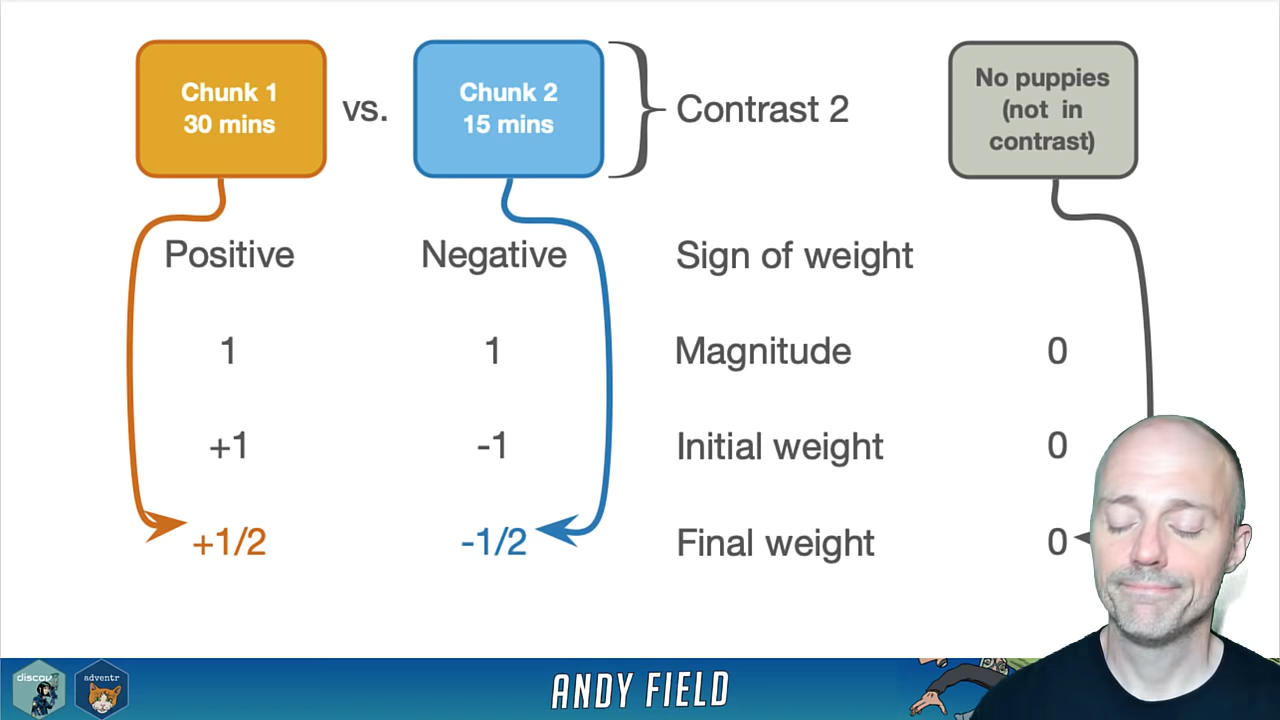 Chunk 1
30 mins
vs.
Chunk 2
15 mins
Contrast 2
No puppies
(not in
contrast)
Positive
Negative
Sign of weight
1
1
Magnitude
0
+1
-1
Initial weight
0
+1/2
-1/2
Final weight
0
discov
adventr
ANDY FIELD